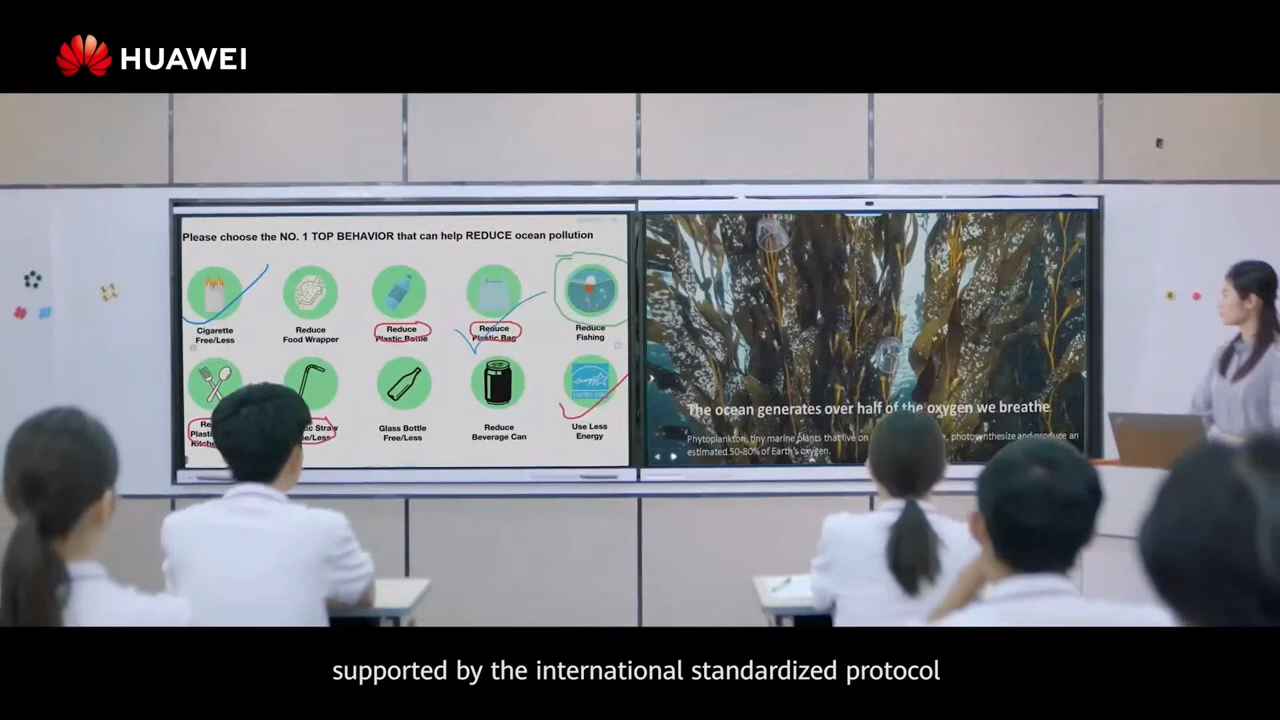 HUAWEI
Please choose the NO. 1 TOP BEHAVIOR that can help REDUCE ocean pollution
Cigarette
Free/Less
Reduce
Food Wrapper
Reduce
Plastic Bottle
Reduce
Plastic Bag
Reduce
Fishing
Glass Bottle
Free/Less
Reduce
Beverage Can
Use Less
Energy
The ocean generates over half of the oxygen we breathe.
Phytoplankton, tiny marine plants that live on photosynthesize and produce an
estimated 50-80% of Earth's oxygen.
supported by the international standardized protocol